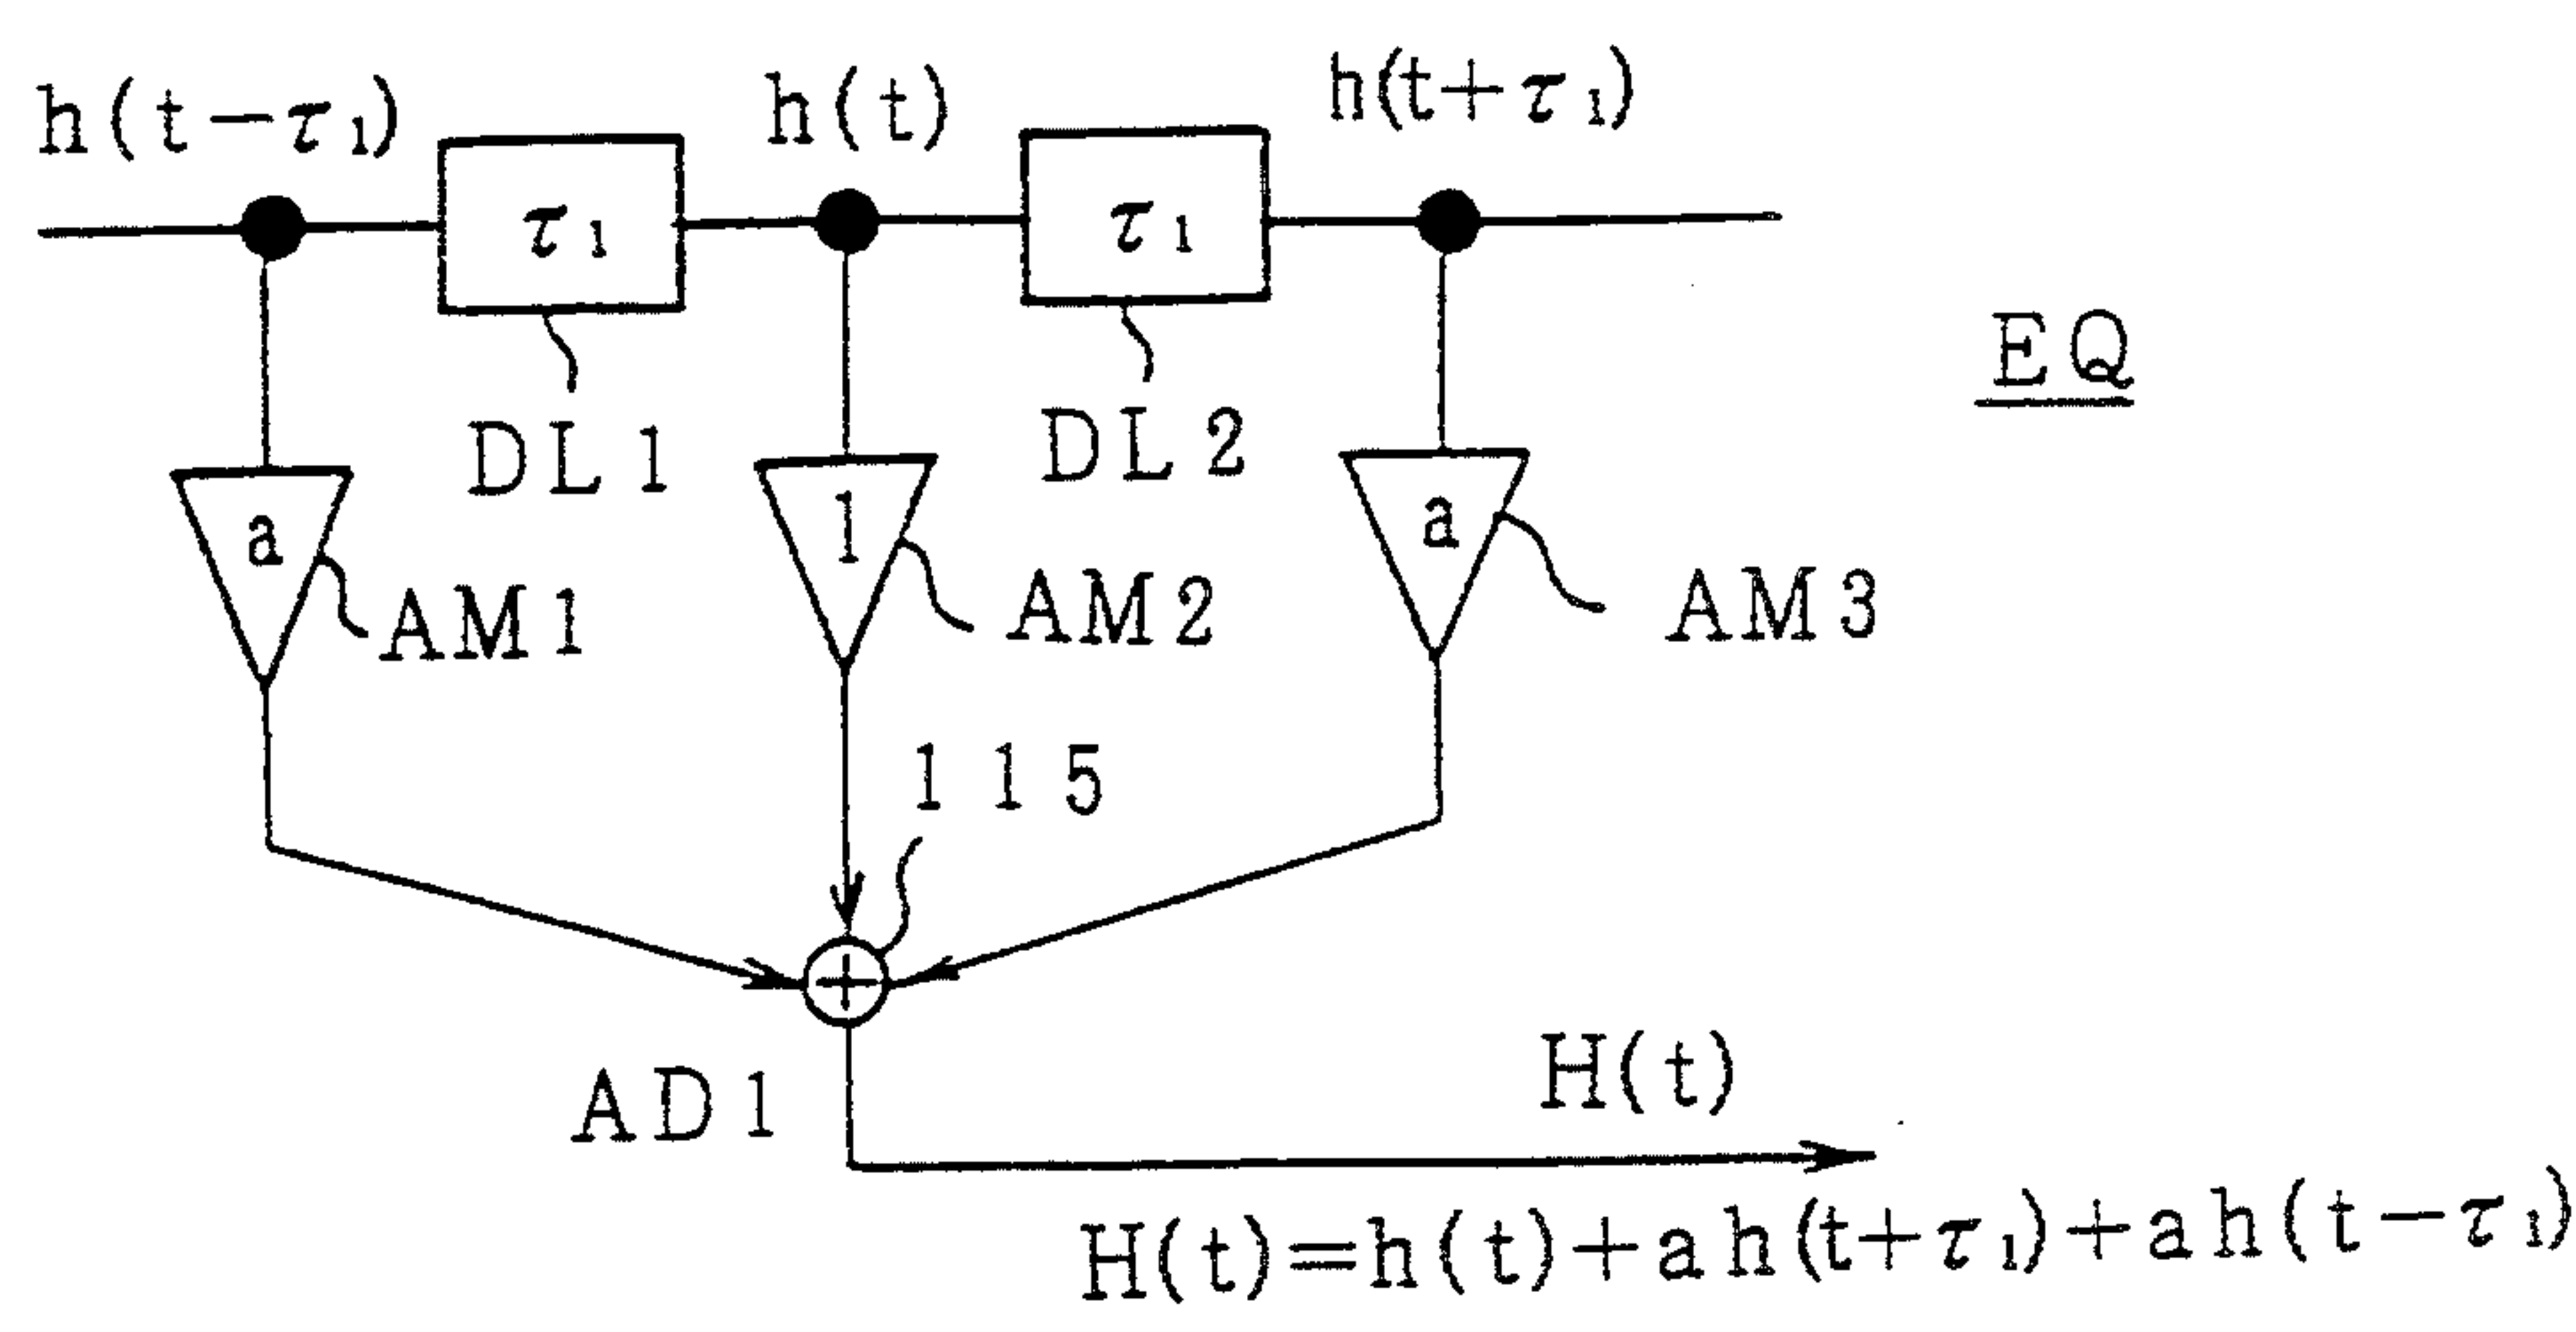 h(t-τ₁) h(t) h(t+τ₁)
τ₁ τ₁
EQ
DL1 DL2
a 1 a
AM1 AM2 AM3
115
AD1 H(t)
H(t)=h(t)+ah(t+τ₁)+ah(t-τ₁)